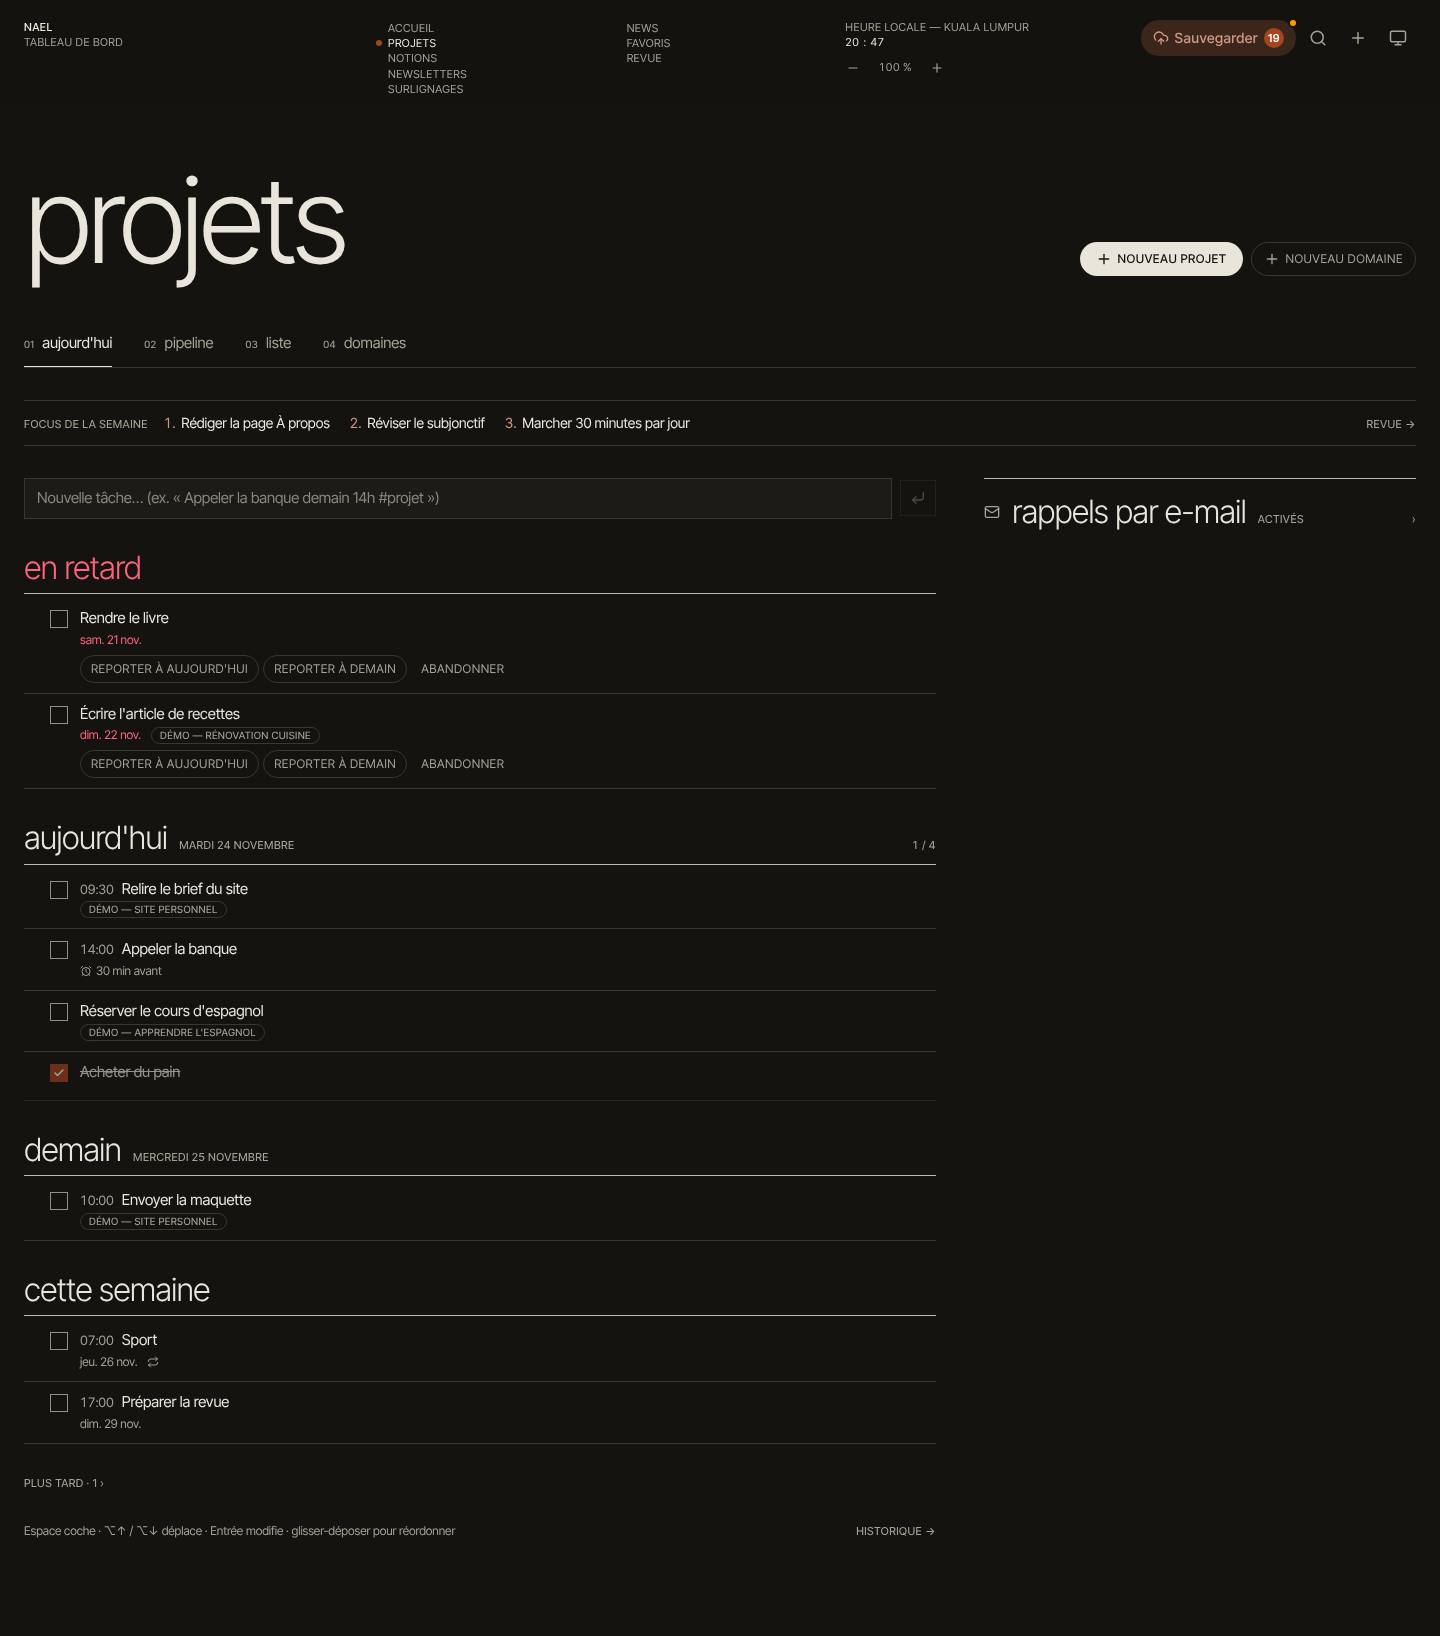 NAEL
TABLEAU DE BORD
ACCUEIL
PROJETS
NOTIONS
NEWSLETTERS
SURLIGNAGES
NEWS
FAVORIS
REVUE
HEURE LOCALE — KUALA LUMPUR
20 : 47
− 100 % +
Sauvegarder 19
projets
+ NOUVEAU PROJET
+ NOUVEAU DOMAINE
01 aujourd'hui 02 pipeline 03 liste 04 domaines
FOCUS DE LA SEMAINE 1. Rédiger la page À propos 2. Réviser le subjonctif 3. Marcher 30 minutes par jour REVUE →
Nouvelle tâche... (ex. « Appeler la banque demain 14h #projet »)
rappels par e-mail ACTIVÉS ›
en retard
Rendre le livre
sam. 21 nov.
REPORTER À AUJOURD'HUI REPORTER À DEMAIN ABANDONNER
Écrire l'article de recettes
dim. 22 nov. DÉMO — RÉNOVATION CUISINE
REPORTER À AUJOURD'HUI REPORTER À DEMAIN ABANDONNER
aujourd'hui MARDI 24 NOVEMBRE 1 / 4
09:30 Relire le brief du site
DÉMO — SITE PERSONNEL
14:00 Appeler la banque
30 min avant
Réserver le cours d'espagnol
DÉMO — APPRENDRE L'ESPAGNOL
Acheter du pain
demain MERCREDI 25 NOVEMBRE
10:00 Envoyer la maquette
DÉMO — SITE PERSONNEL
cette semaine
07:00 Sport
jeu. 26 nov.
17:00 Préparer la revue
dim. 29 nov.
PLUS TARD · 1 ›
Espace coche · ⌥↑ / ⌥↓ déplace · Entrée modifie · glisser-déposer pour réordonner
HISTORIQUE →